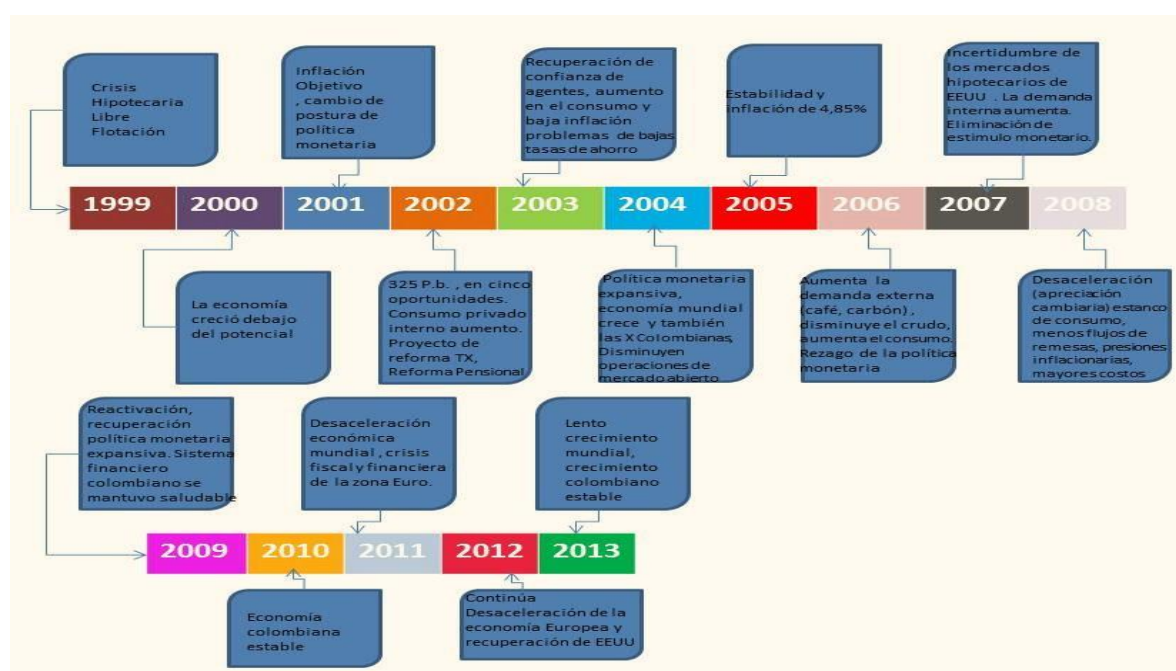 Crisis
Hipotecaria
Libre
Flotación
Inflación
Objetivo
, cambio de
postura de
política
monetaria
Recuperación de
confianza de
agentes, aumento
en el consumo y
baja inflación
problemas de bajas
tasas de ahorro
Estabilidad y
inflación de 4,85%
Incertidumbre de
los mercados
hipotecarios de
EEUU . La demanda
interna aumenta.
Eliminación de
estimulo monetario.
1999 2000 2001 2002 2003 2004 2005 2006 2007 2008
La economía
creció debajo
del potencial
325 P.b. , en cinco
oportunidades.
Consumo privado
interno aumento.
Proyecto de
reforma TX,
Reforma Pensional
Política monetaria
expansiva,
economía mundial
crece y también
las X Colombianas,
Disminuyen
operaciones de
mercado abierto
Aumenta la
demanda externa
(café, carbón) ,
disminuye el crudo,
aumenta el consumo.
Rezago de la política
monetaria
Desaceleración
(apreciación
cambiaria) estanco
de consumo,
menos flujos de
remesas, presiones
inflacionarias,
mayores costos
Reactivación,
recuperación
política monetaria
expansiva. Sistema
financiero
colombiano se
mantuvo saludable
Desaceleración
económica
mundial , crisis
fiscal y financiera
de la zona Euro.
Lento
crecimiento
mundial,
crecimiento
colombiano
estable
2009 2010 2011 2012 2013
Economía
colombiana
estable
Continúa
Desaceleración de la
economía Europea y
recuperación de EEUU